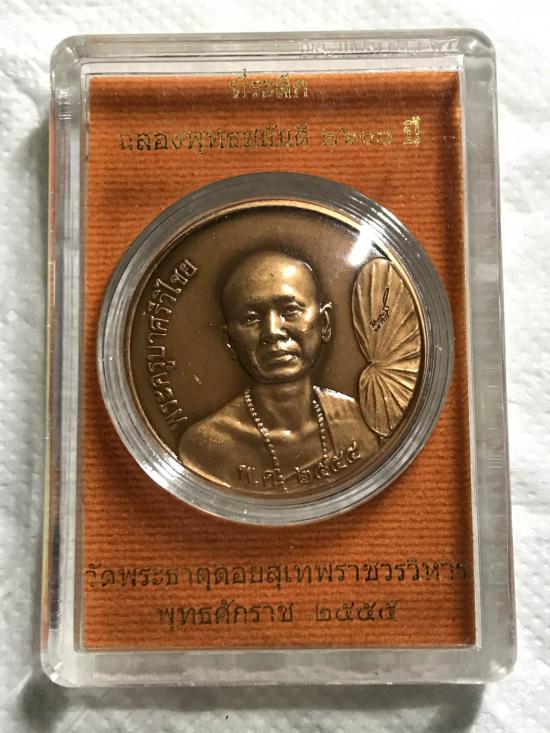 ที่ระลึก
ฉลองพุทธชยันตี ๒๖๐๐ ปี
พระครูบาศรีวิไชย
พ.ศ. ๒๕๕๕
วัดพระธาตุดอยสุเทพราชวรวิหาร
พุทธศักราช ๒๕๕๕